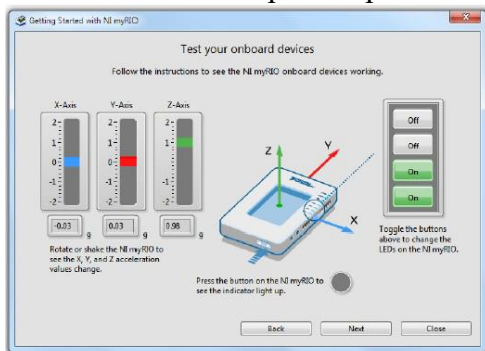 Getting Started with NI myRIO
Test your onboard devices
Follow the instructions to see the NI myRIO onboard devices working.
X-Axis Y-Axis Z-Axis
2 2 2
1 1 1
0 0 0
-1 -1 -1
-2 -2 -2
-0.03 g 0.03 g 0.98 g
Rotate or shake the NI myRIO to
see the X, Y, and Z acceleration
values change.
Z
Y
X
Press the button on the NI myRIO to
see the indicator light up.
Off
Off
On
On
Toggle the buttons
above to change the
LEDs on the NI myRIO.
Back Next Close